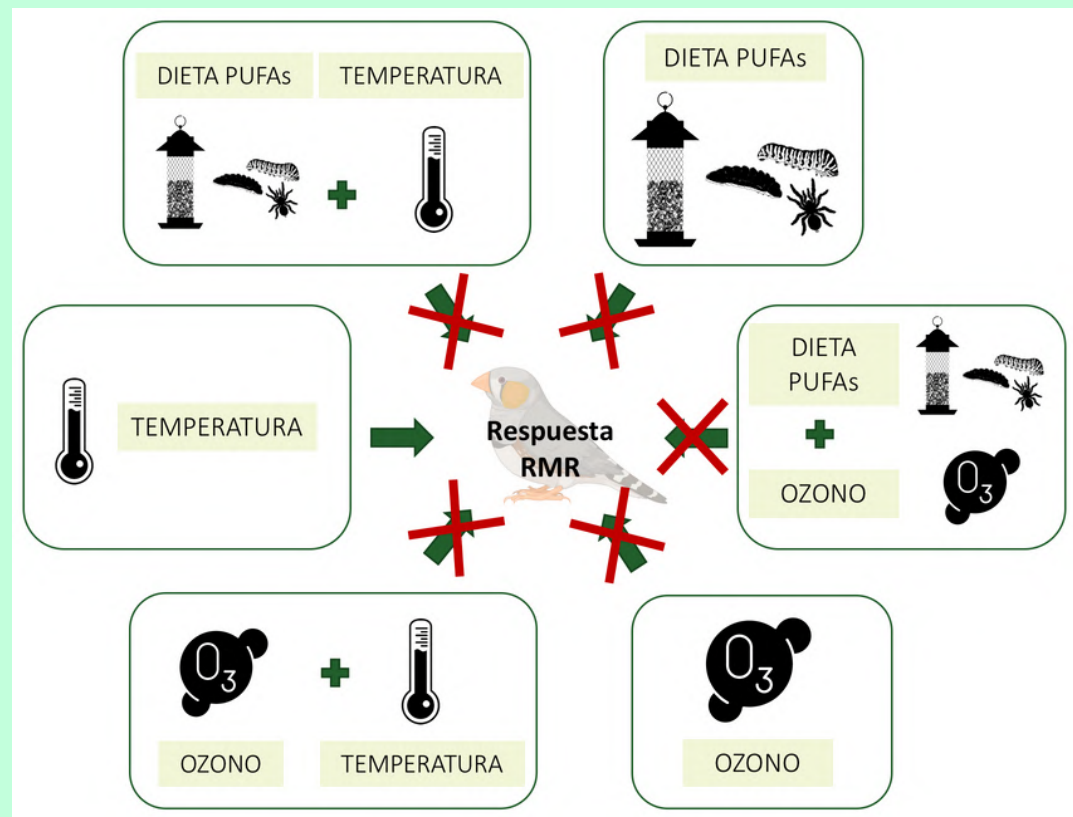 DIETA PUFAs
TEMPERATURA
DIETA PUFAs
TEMPERATURA
Respuesta
RMR
DIETA
PUFAs
OZONO
O3
O3
OZONO
TEMPERATURA
O3
OZONO